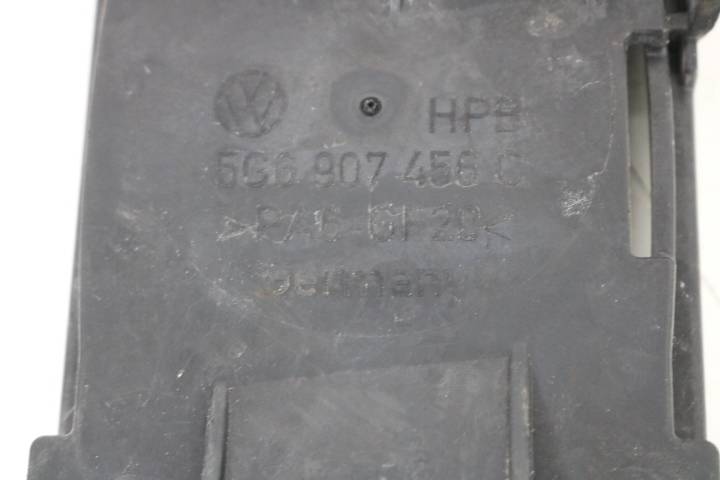 HPB
5G6 907 456 C
>PA6-GF20<
Germany